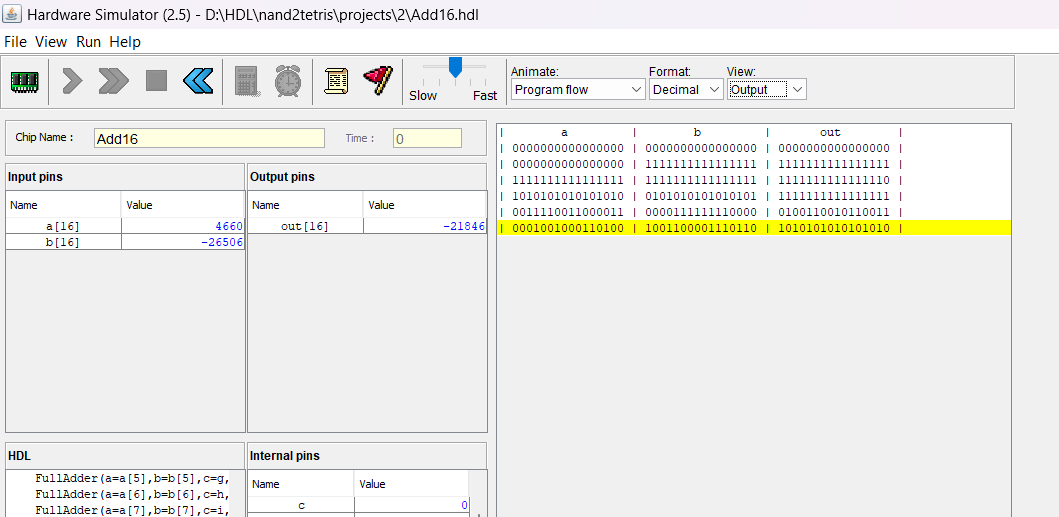 Hardware Simulator (2.5) - D:\HDL\nand2tetris\projects\2\Add16.hdl
File View Run Help
Animate: Format: View:
Slow Fast Program flow Decimal Output
Chip Name : Add16 Time : 0
Input pins Output pins
Name Value Name Value
a[16] 4660 out[16] -21846
b[16] -26506
| a | b | out |
| 0000000000000000 | 0000000000000000 | 0000000000000000 |
| 0000000000000000 | 1111111111111111 | 1111111111111111 |
| 1111111111111111 | 1111111111111111 | 1111111111111110 |
| 1010101010101010 | 0101010101010101 | 1111111111111111 |
| 0011110011000011 | 0000111111110000 | 0100110010110011 |
| 0001001000110100 | 1001100001110110 | 1010101010101010 |
HDL Internal pins
FullAdder(a=a[5],b=b[5],c=g,
FullAdder(a=a[6],b=b[6],c=h,
FullAdder(a=a[7],b=b[7],c=i,
Name Value
c 0